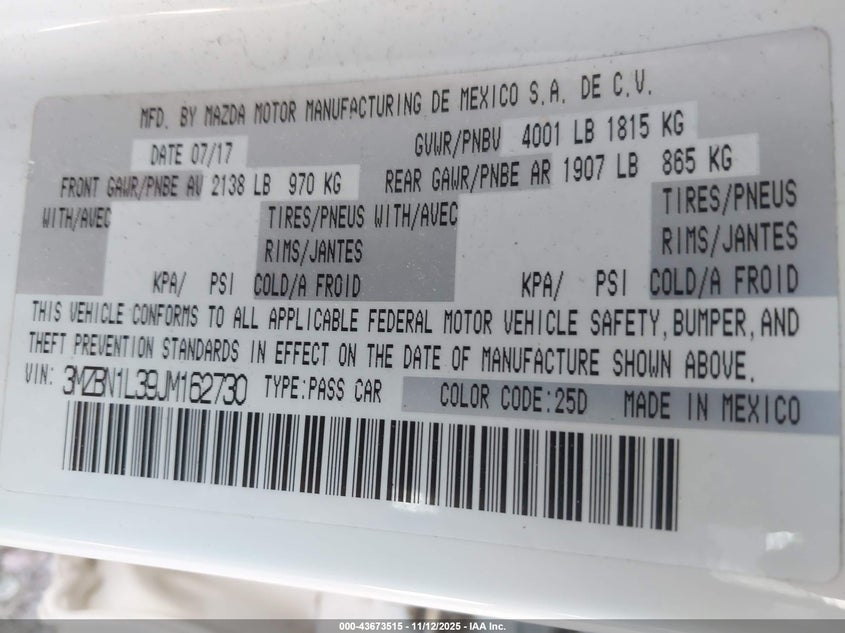 MFD. BY MAZDA MOTOR MANUFACTURING DE MEXICO S.A. DE C.V.
DATE 07/17 GVWR/PNBV 4001 LB 1815 KG
FRONT GAWR/PNBE AV 2138 LB 970 KG REAR GAWR/PNBE AR 1907 LB 865 KG
WITH/AVEC TIRES/PNEUS WITH/AVEC TIRES/PNEUS
RIMS/JANTES RIMS/JANTES
KPA/ PSI COLD/A FROID KPA/ PSI COLD/A FROID
THIS VEHICLE CONFORMS TO ALL APPLICABLE FEDERAL MOTOR VEHICLE SAFETY, BUMPER, AND
THEFT PREVENTION STANDARDS IN EFFECT ON THE DATE OF MANUFACTURE SHOWN ABOVE.
VIN: 3MZBN1L39JM162730 TYPE:PASS CAR COLOR CODE:25D MADE IN MEXICO
000-43673515 - 11/12/2025 - IAA Inc.